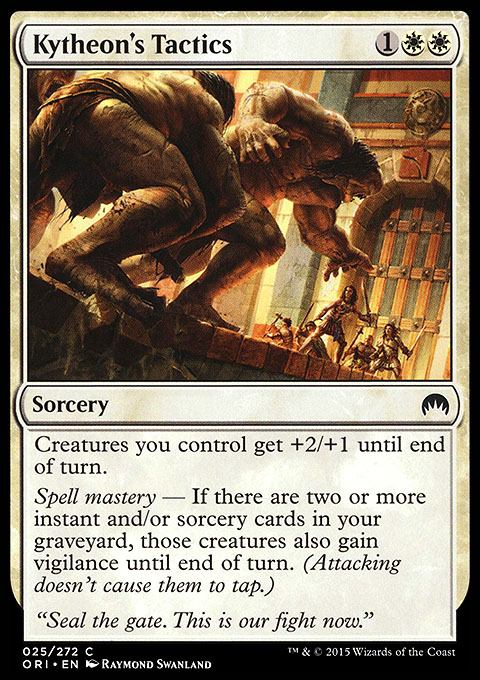 Kytheon's Tactics 1
Sorcery
Creatures you control get +2/+1 until end
of turn.
Spell mastery — If there are two or more
instant and/or sorcery cards in your
graveyard, those creatures also gain
vigilance until end of turn. (Attacking
doesn't cause them to tap.)
"Seal the gate. This is our fight now."
025/272 C
ORI • EN Raymond Swanland
™ & © 2015 Wizards of the Coast